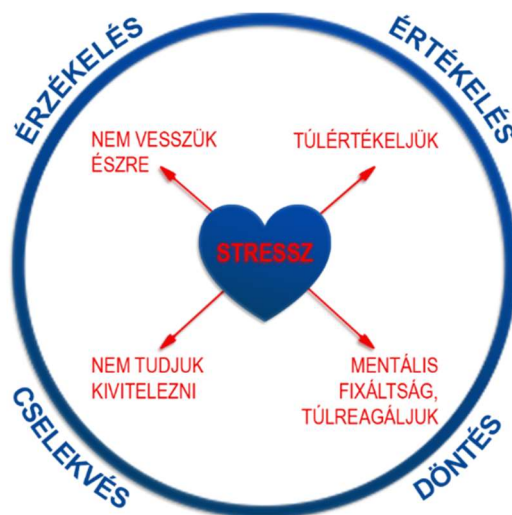 ÉRZÉKELÉS
ÉRTÉKELÉS
NEM VESSZÜK
ÉSZRE
TÚLÉRTÉKELJÜK
STRESSZ
NEM TUDJUK
KIVITELEZNI
MENTÁLIS
FIXÁLTSÁG,
TÚLREAGÁLJUK
CSELEKVÉS
DÖNTÉS